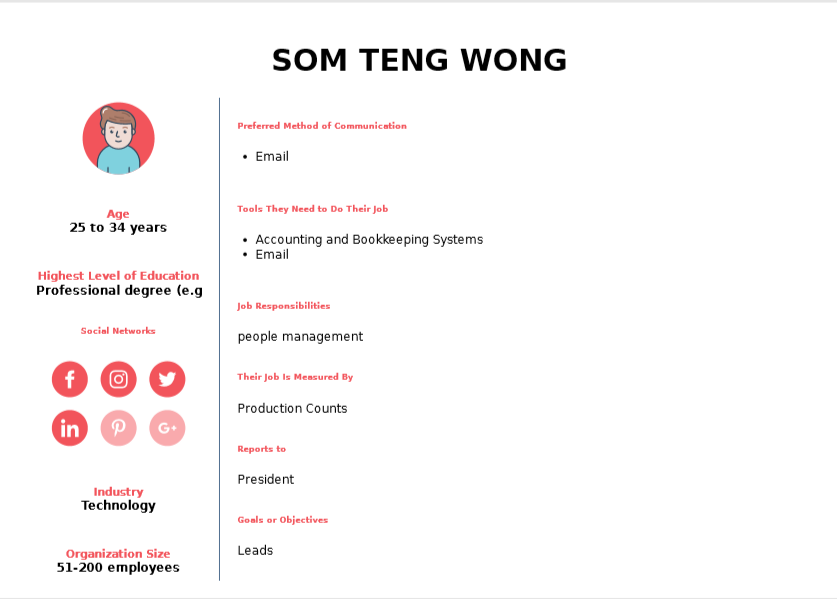 SOM TENG WONG
Age
25 to 34 years
Highest Level of Education
Professional degree (e.g
Social Networks
f
in
G+
Industry
Technology
Organization Size
51-200 employees
Preferred Method of Communication
• Email
Tools They Need to Do Their Job
• Accounting and Bookkeeping Systems
• Email
Job Responsibilities
people management
Their Job Is Measured By
Production Counts
Reports to
President
Goals or Objectives
Leads